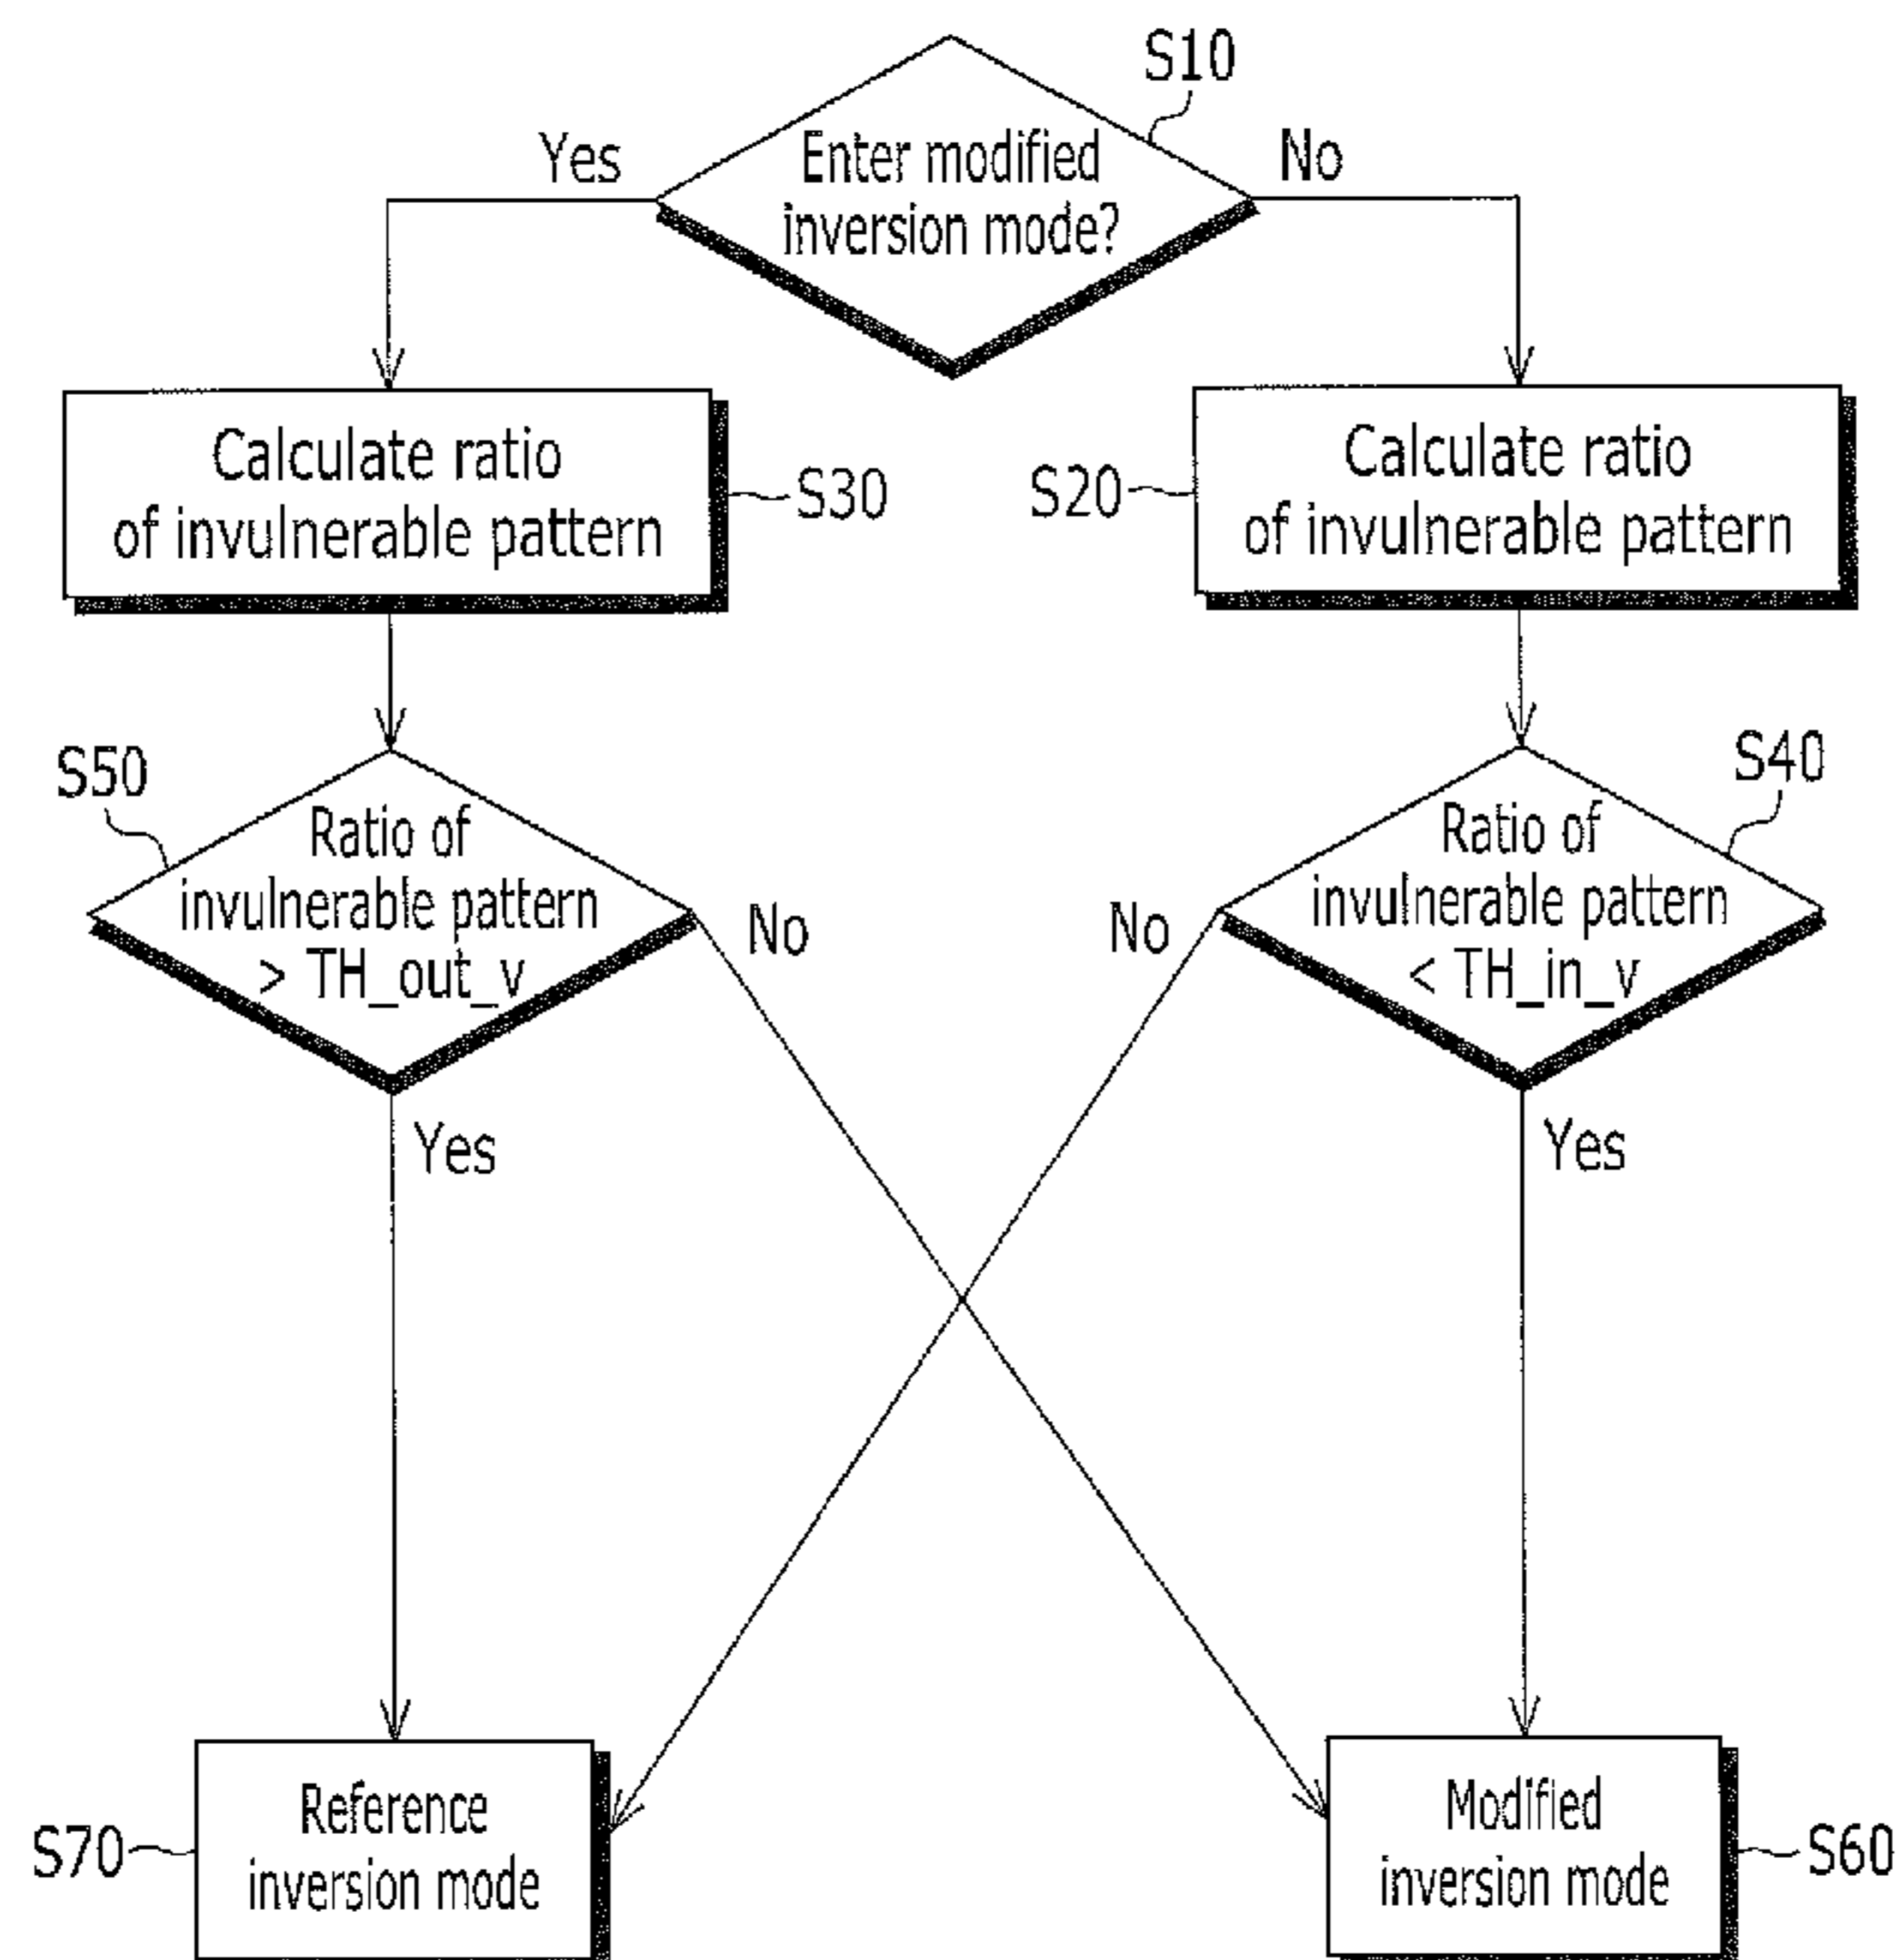 S10
Yes
Enter modified
inversion mode?
No
Calculate ratio
of invulnerable pattern
S30
S20
Calculate ratio
of invulnerable pattern
S50
Ratio of
invulnerable pattern
> TH_out_v
No
Yes
S40
Ratio of
invulnerable pattern
< TH_in_v
No
Yes
S70
Reference
inversion mode
Modified
inversion mode
S60